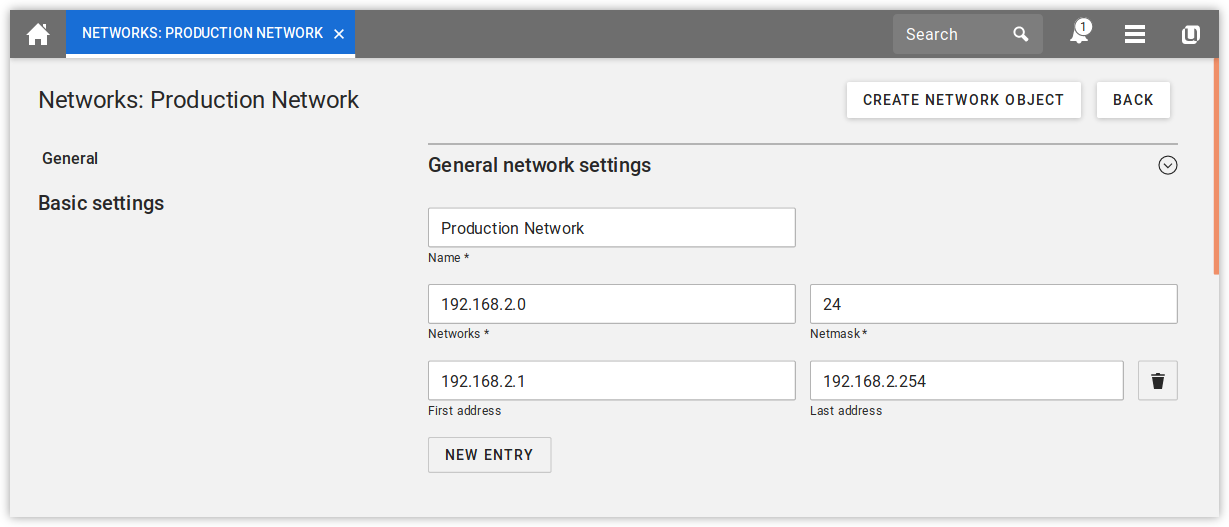 NETWORKS: PRODUCTION NETWORK
Search
1
Networks: Production Network
CREATE NETWORK OBJECT
BACK
General
Basic settings
General network settings
Production Network
Name *
192.168.2.0
24
Networks *
Netmask *
192.168.2.1
192.168.2.254
First address
Last address
NEW ENTRY